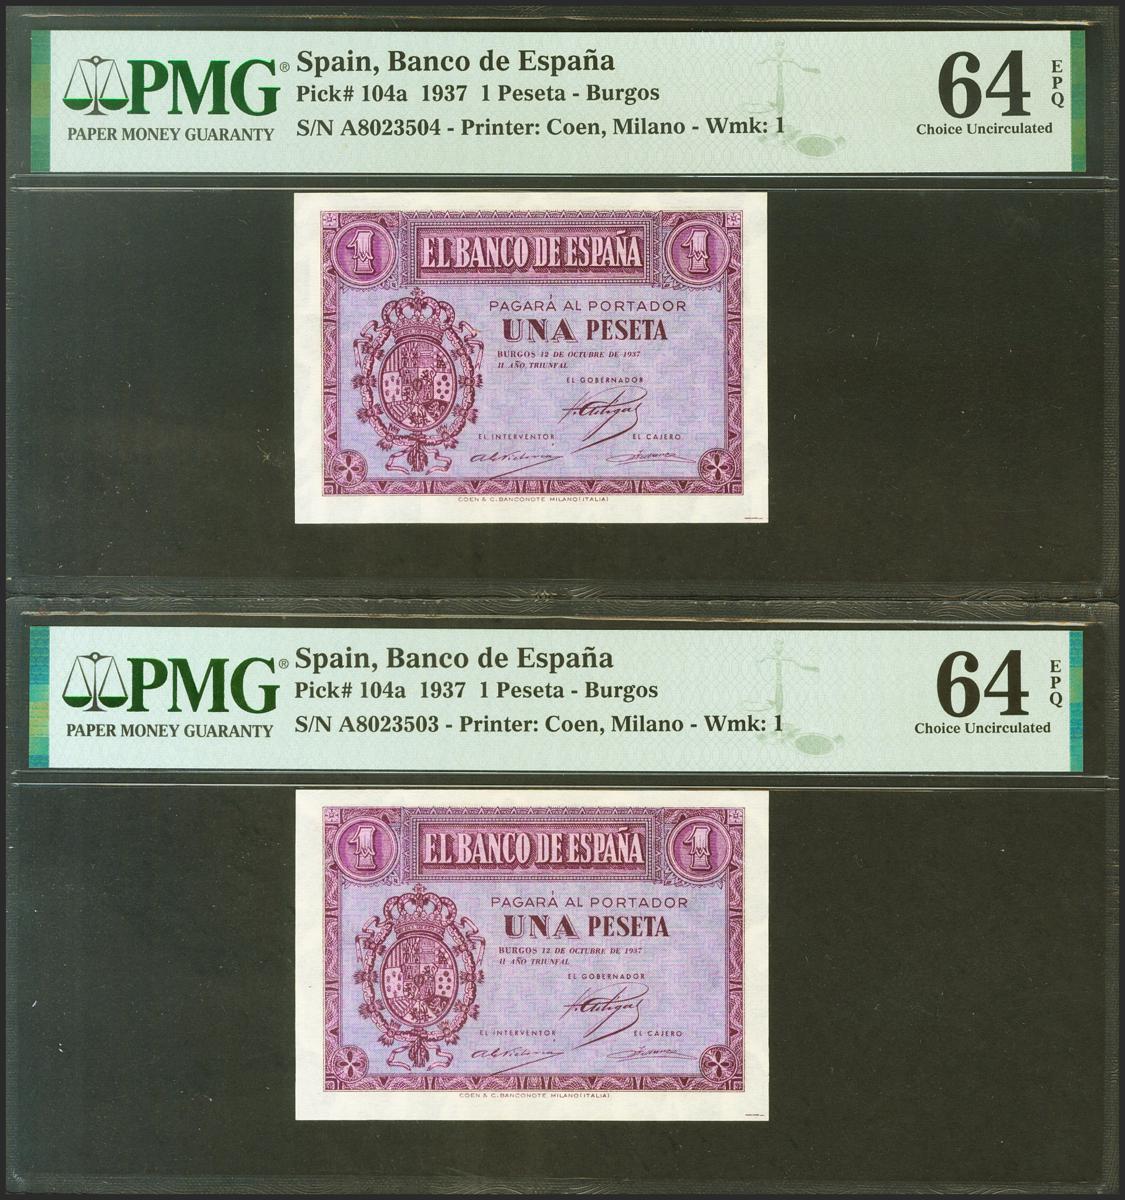 PMG®
PAPER MONEY GUARANTY
Spain, Banco de España
Pick# 104a 1937 1 Peseta - Burgos
S/N A8023504 - Printer: Coen, Milano - Wmk: 1
64 EPQ
Choice Uncirculated
1 EL BANCO DE ESPAÑA 1
PAGARÁ AL PORTADOR
UNA PESETA
BURGOS 12 DE OCTUBRE DE 1937
II AÑO TRIUNFAL
EL GOBERNADOR
EL INTERVENTOR EL CAJERO
COEN & C. BANCONOTE MILANO (ITALIA)
PMG®
PAPER MONEY GUARANTY
Spain, Banco de España
Pick# 104a 1937 1 Peseta - Burgos
S/N A8023503 - Printer: Coen, Milano - Wmk: 1
64 EPQ
Choice Uncirculated
1 EL BANCO DE ESPAÑA 1
PAGARÁ AL PORTADOR
UNA PESETA
BURGOS 12 DE OCTUBRE DE 1937
II AÑO TRIUNFAL
EL GOBERNADOR
EL INTERVENTOR EL CAJERO
COEN & C. BANCONOTE MILANO (ITALIA)